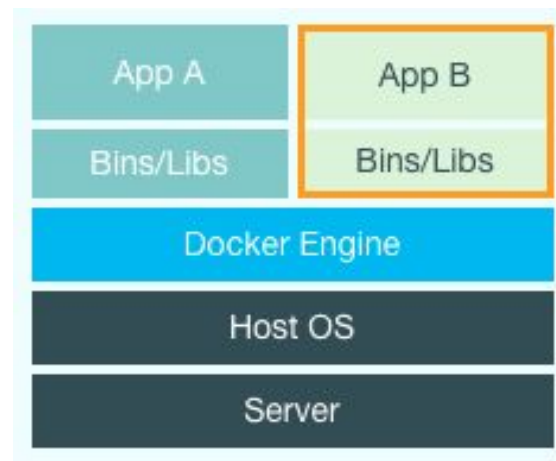 App A
App B
Bins/Libs
Bins/Libs
Docker Engine
Host OS
Server